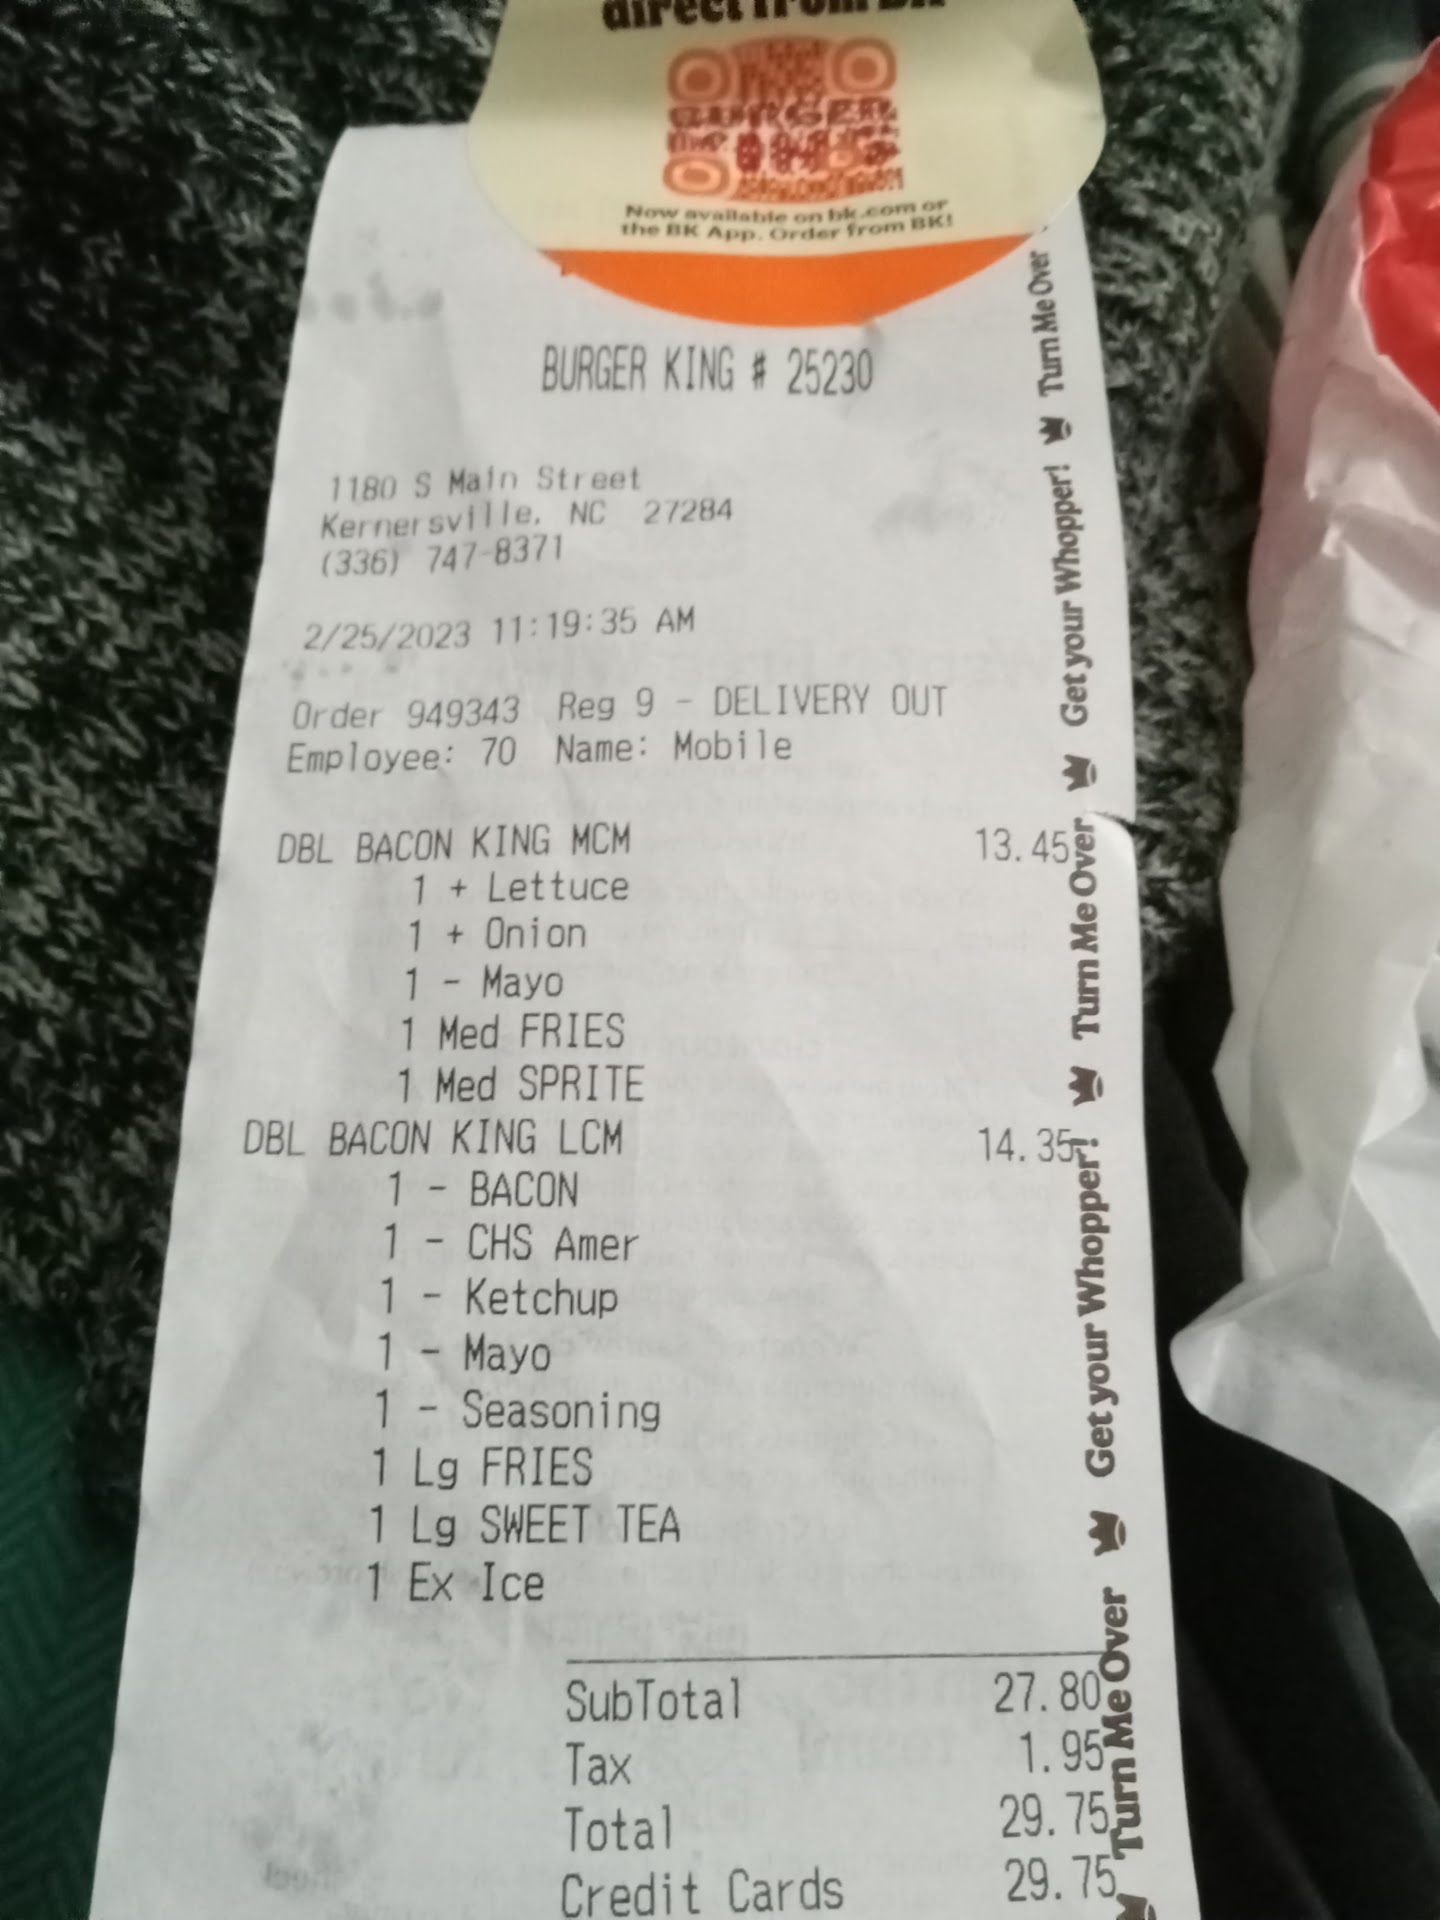 direct from BK
BURGER
Now available on bk.com or
the BK App. Order from BK!
BURGER KING # 25230
1180 S Main Street
Kernersville, NC 27284
(336) 747-8371
2/25/2023 11:19:35 AM
Order 949343 Reg 9 - DELIVERY OUT
Employee: 70 Name: Mobile
DBL BACON KING MCM 13.45
1 + Lettuce
1 + Onion
1 - Mayo
1 Med FRIES
1 Med SPRITE
DBL BACON KING LCM 14.35
1 - BACON
1 - CHS Amer
1 - Ketchup
1 - Mayo
1 - Seasoning
1 Lg FRIES
1 Lg SWEET TEA
1 Ex Ice
SubTotal 27.80
Tax 1.95
Total 29.75
Credit Cards 29.75
Turn Me Over Get your Whopper! Turn Me Over Get your Whopper! Turn Me Over